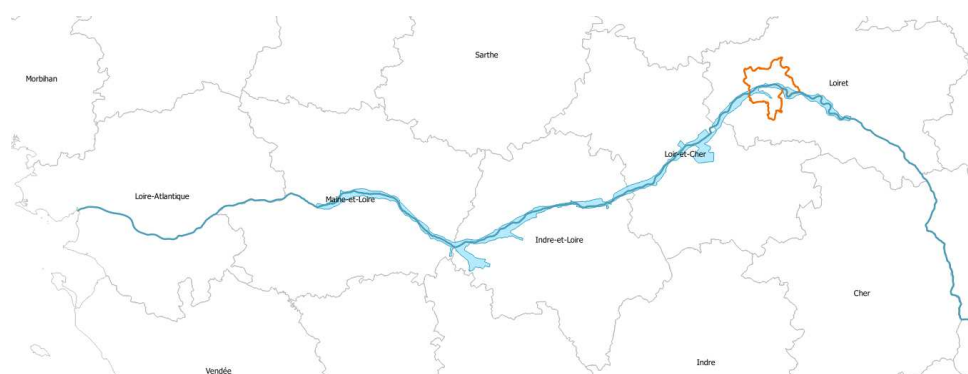 Sarthe
Morbihan
Loiret
Loir-et-Cher
Loire-Atlantique
Maine-et-Loire
Indre-et-Loire
Cher
Indre
Vendée